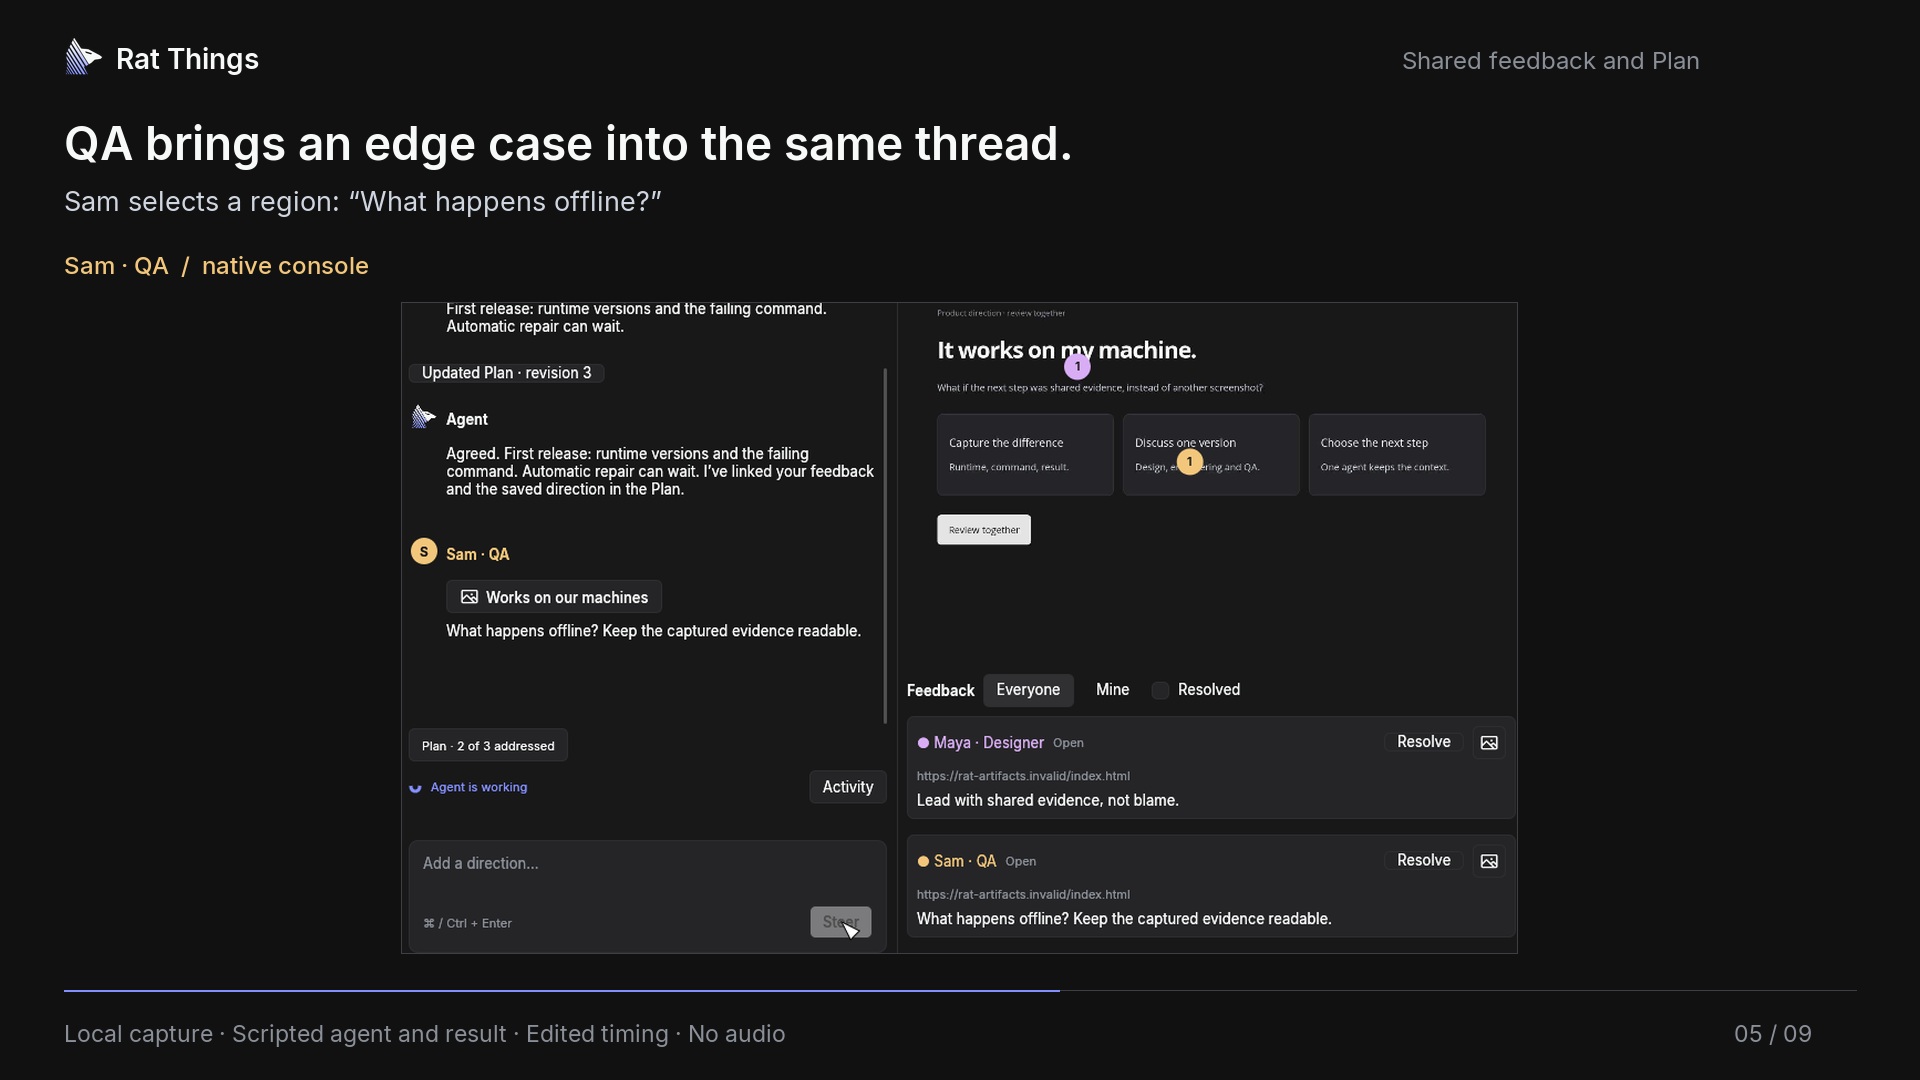 Rat Things
Shared feedback and Plan
QA brings an edge case into the same thread.
Sam selects a region: “What happens offline?”
Sam · QA / native console
First release: runtime versions and the failing command.
Automatic repair can wait.
Updated Plan · revision 3
Agent
Agreed. First release: runtime versions and the failing
command. Automatic repair can wait. I’ve linked your feedback
and the saved direction in the Plan.
S
Sam · QA
Works on our machines
What happens offline? Keep the captured evidence readable.
Plan · 2 of 3 addressed
Agent is working
Activity
Add a direction...
⌘ / Ctrl + Enter
Steer
Product direction · review together
It works on my machine.
1
What if the next step was shared evidence, instead of another screenshot?
Capture the difference
Runtime, command, result.
Discuss one version
Design, engineering and QA.
1
Choose the next step
One agent keeps the context.
Review together
Feedback
Everyone
Mine
Resolved
Maya · Designer Open
Resolve
https://rat-artifacts.invalid/index.html
Lead with shared evidence, not blame.
Sam · QA Open
Resolve
https://rat-artifacts.invalid/index.html
What happens offline? Keep the captured evidence readable.
Local capture · Scripted agent and result · Edited timing · No audio
05 / 09